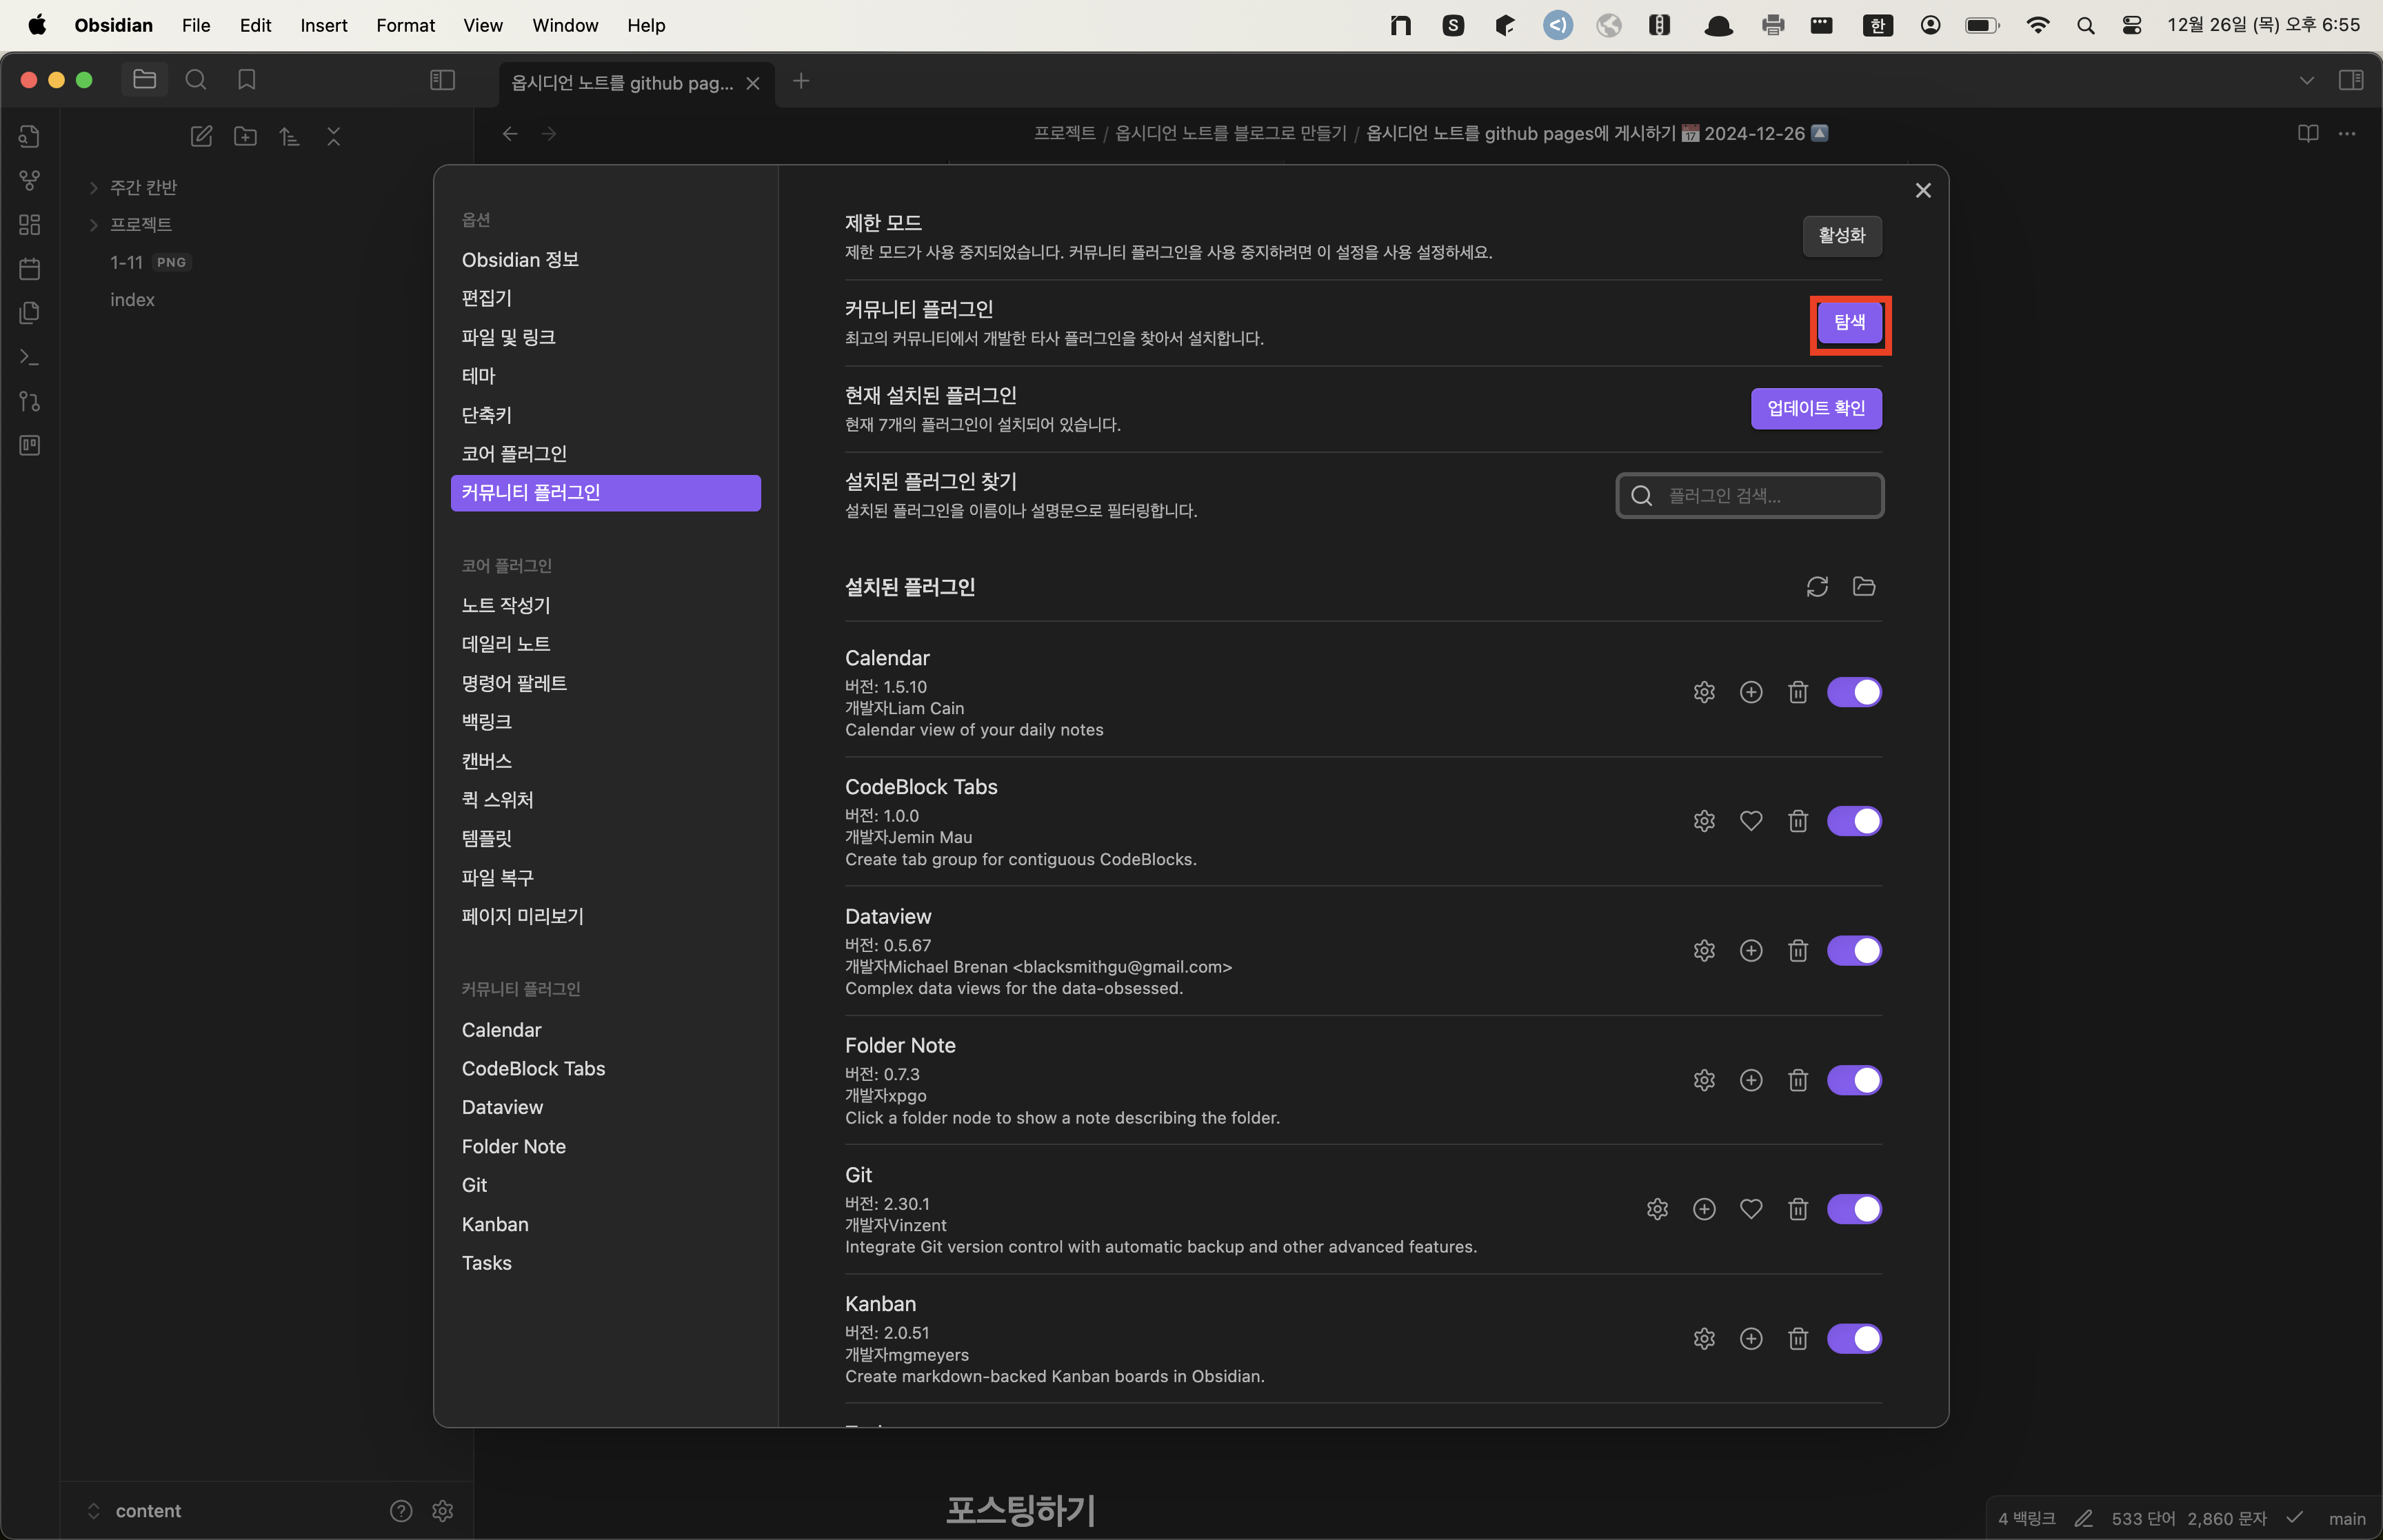 Obsidian File Edit Insert Format View Window Help
S
한
12월 26일 (목) 오후 6:55
옵시디언 노트를 github pag...
프로젝트 / 옵시디언 노트를 블로그로 만들기 / 옵시디언 노트를 github pages에 게시하기 📅 2024-12-26 🔼
주간 칸반
프로젝트
1-11 PNG
index
옵션
Obsidian 정보
편집기
파일 및 링크
테마
단축키
코어 플러그인
커뮤니티 플러그인
코어 플러그인
노트 작성기
데일리 노트
명령어 팔레트
백링크
캔버스
퀵 스위처
템플릿
파일 복구
페이지 미리보기
커뮤니티 플러그인
Calendar
CodeBlock Tabs
Dataview
Folder Note
Git
Kanban
Tasks
제한 모드
제한 모드가 사용 중지되었습니다. 커뮤니티 플러그인을 사용 중지하려면 이 설정을 사용 설정하세요.
활성화
커뮤니티 플러그인
최고의 커뮤니티에서 개발한 타사 플러그인을 찾아서 설치합니다.
탐색
현재 설치된 플러그인
현재 7개의 플러그인이 설치되어 있습니다.
업데이트 확인
설치된 플러그인 찾기
설치된 플러그인을 이름이나 설명문으로 필터링합니다.
플러그인 검색...
설치된 플러그인
Calendar
버전: 1.5.10
개발자Liam Cain
Calendar view of your daily notes
CodeBlock Tabs
버전: 1.0.0
개발자Jemin Mau
Create tab group for contiguous CodeBlocks.
Dataview
버전: 0.5.67
개발자Michael Brenan <blacksmithgu@gmail.com>
Complex data views for the data-obsessed.
Folder Note
버전: 0.7.3
개발자xpgo
Click a folder node to show a note describing the folder.
Git
버전: 2.30.1
개발자Vinzent
Integrate Git version control with automatic backup and other advanced features.
Kanban
버전: 2.0.51
개발자mgmeyers
Create markdown-backed Kanban boards in Obsidian.
포스팅하기
content
4 백링크 533 단어 2,860 문자 main